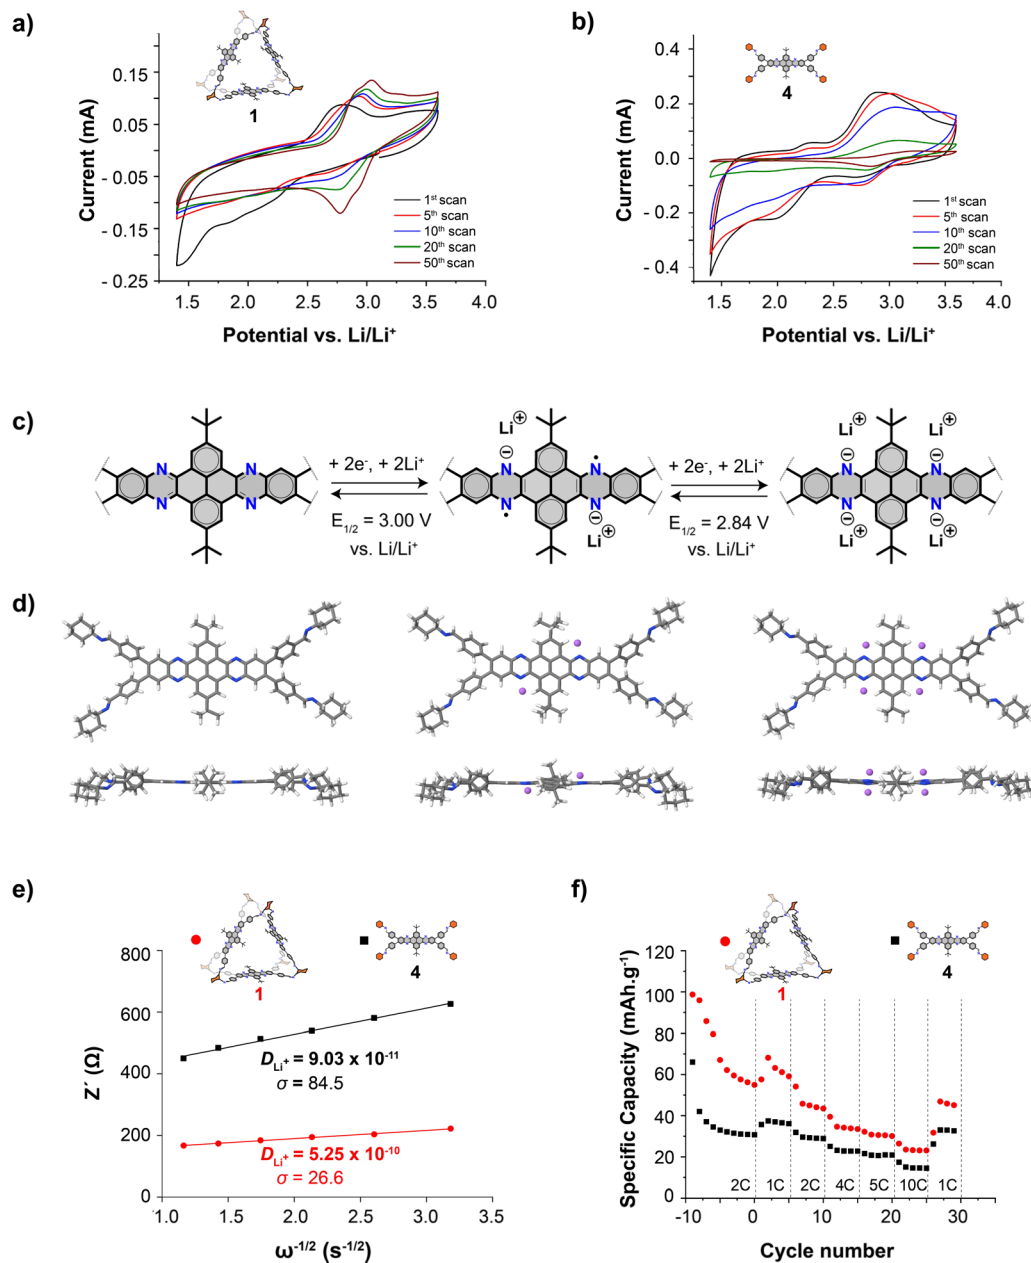 a)
1
0.15
0.05
- 0.05
- 0.15
- 0.25
Current (mA)
1st scan
5th scan
10th scan
20th scan
50th scan
1.5 2.0 2.5 3.0 3.5 4.0
Potential vs. Li/Li+
b)
4
0.4
0.2
0.0
- 0.2
- 0.4
Current (mA)
1st scan
5th scan
10th scan
20th scan
50th scan
1.5 2.0 2.5 3.0 3.5 4.0
Potential vs. Li/Li+
c)
N N
N N
+ 2e-, + 2Li+
E1/2 = 3.00 V
vs. Li/Li+
Li+
N N
N N
Li+
+ 2e-, + 2Li+
E1/2 = 2.84 V
vs. Li/Li+
Li+ Li+
N N
N N
Li+ Li+
d)
e)
1
4
800
600
400
200
0
Z´ (Ω)
DLi+ = 9.03 x 10-11
σ = 84.5
DLi+ = 5.25 x 10-10
σ = 26.6
1.0 1.5 2.0 2.5 3.0 3.5
ω-1/2 (s-1/2)
f)
1
4
120
100
80
60
40
20
0
Specific Capacity (mAh.g-1)
2C 1C 2C 4C 5C 10C 1C
-10 0 10 20 30
Cycle number